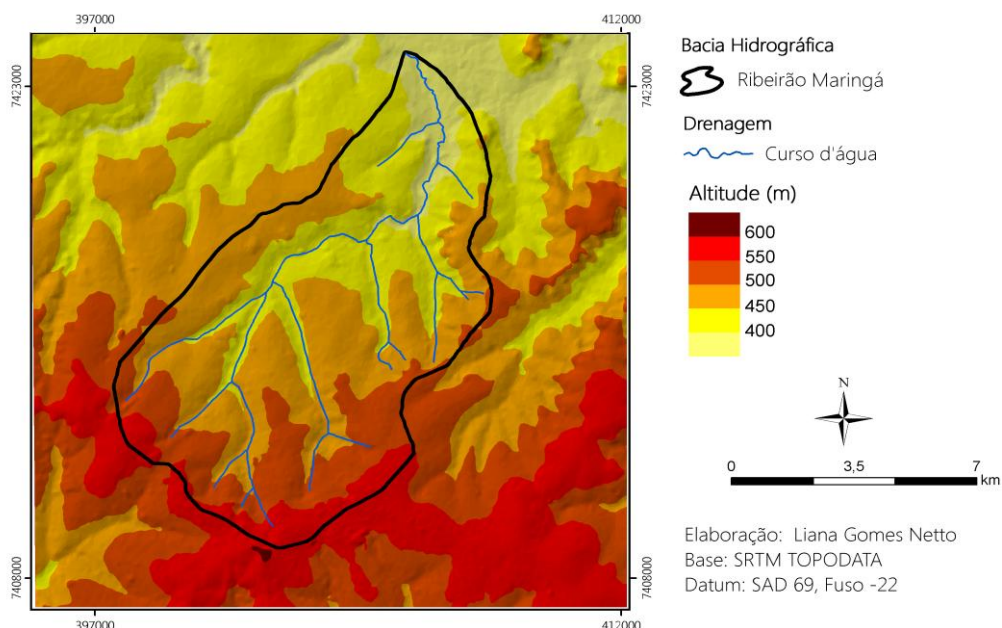 397000
412000
7423000
7408000
397000
412000
Bacia Hidrográfica
Ribeirão Maringá
Drenagem
Curso d'água
Altitude (m)
600
550
500
450
400
N
0
3,5
7
km
Elaboração: Liana Gomes Netto
Base: SRTM TOPODATA
Datum: SAD 69, Fuso -22
7423000
7408000